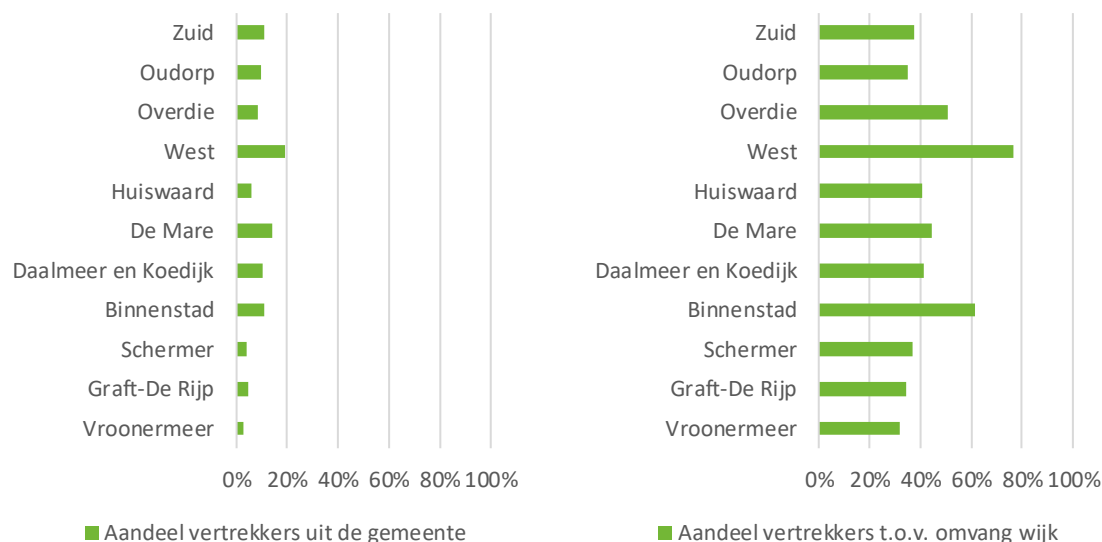 Zuid
Oudorp
Overdie
West
Huiswaard
De Mare
Daalmeer en Koedijk
Binnenstad
Schermer
Graft-De Rijp
Vroonermeer
0% 20% 40% 60% 80% 100%
Aandeel vertrekkers uit de gemeente
Zuid
Oudorp
Overdie
West
Huiswaard
De Mare
Daalmeer en Koedijk
Binnenstad
Schermer
Graft-De Rijp
Vroonermeer
0% 20% 40% 60% 80% 100%
Aandeel vertrekkers t.o.v. omvang wijk